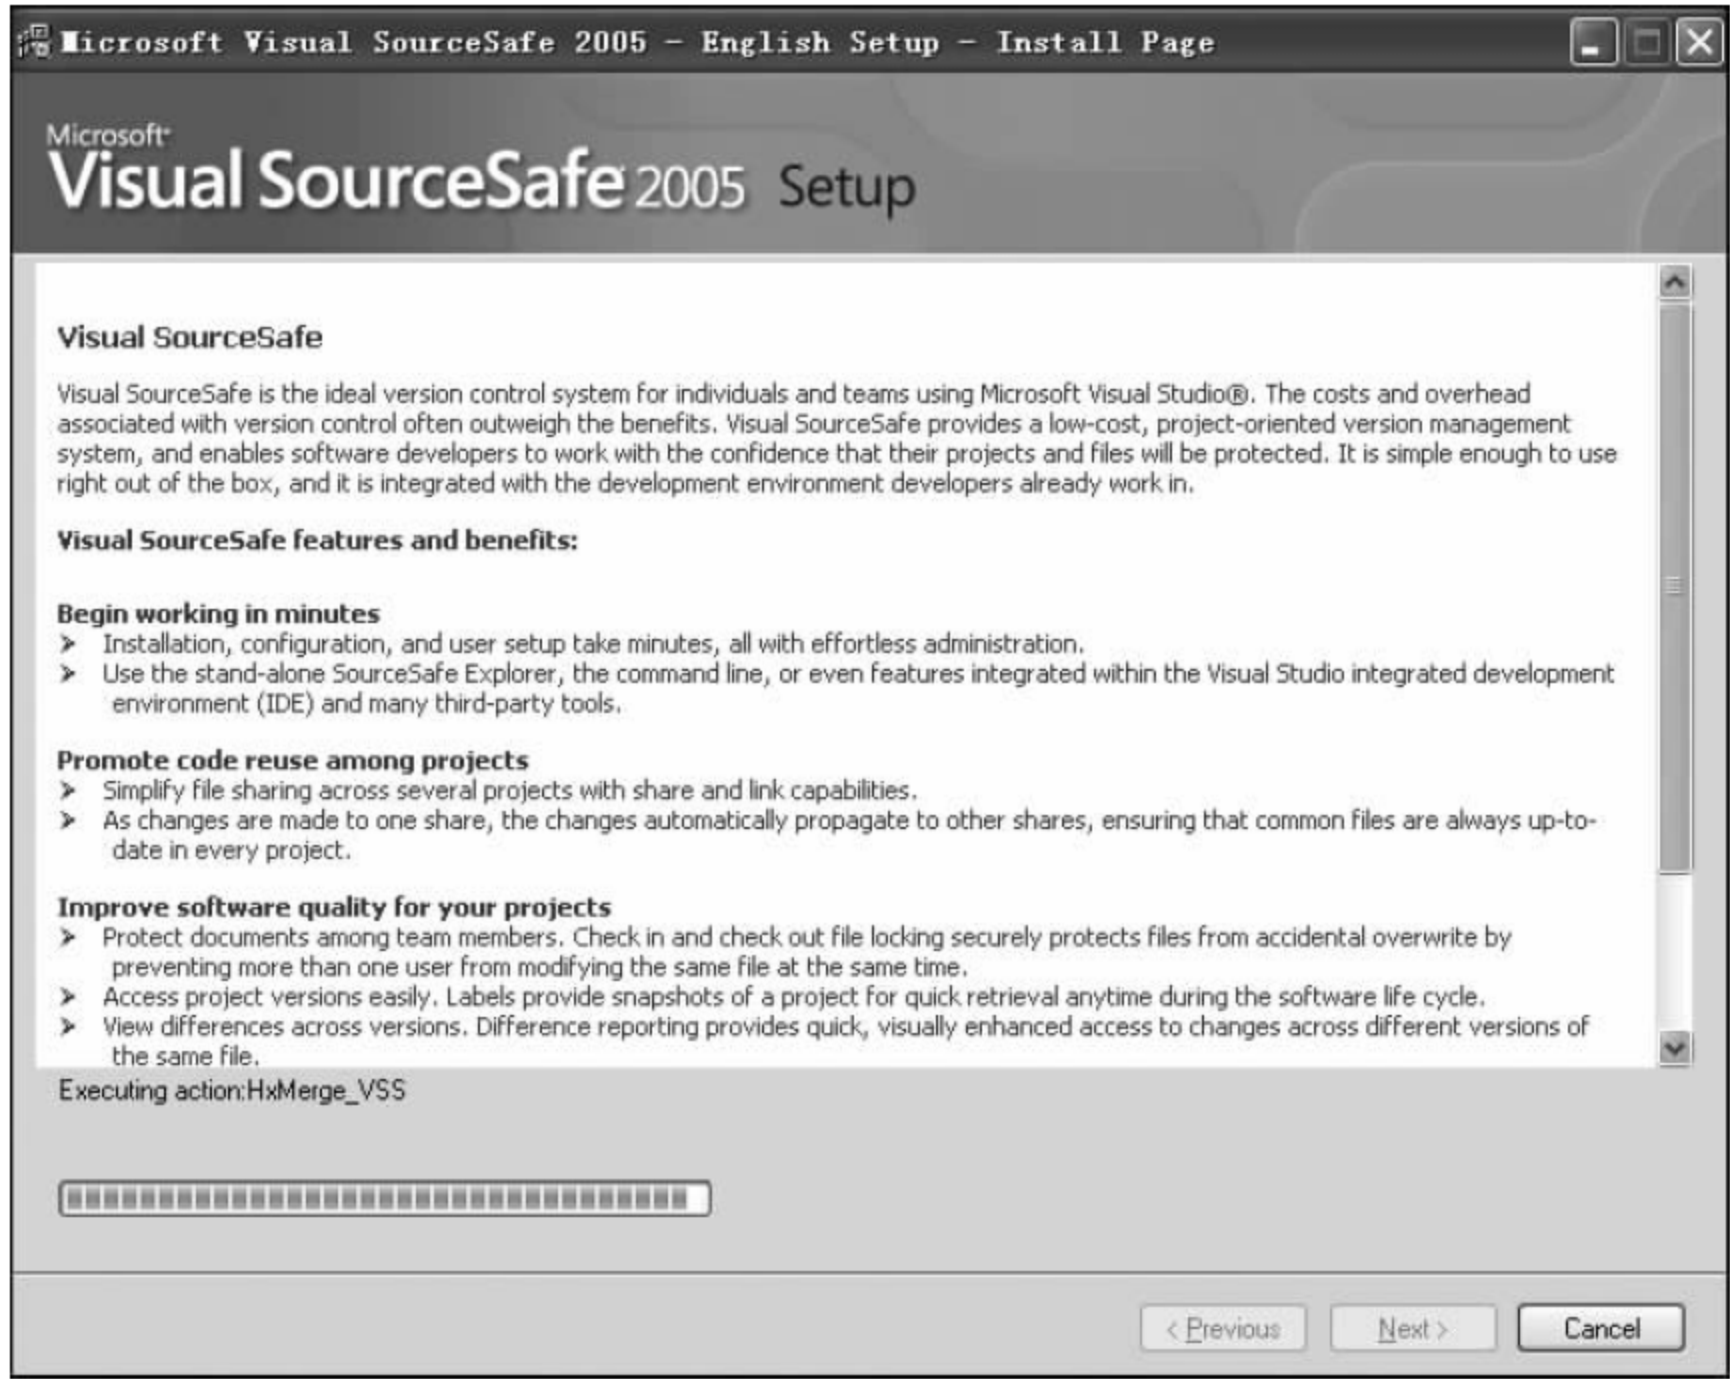 Microsoft Visual SourceSafe 2005 - English Setup - Install Page
Microsoft
Visual SourceSafe 2005 Setup
Visual SourceSafe
Visual SourceSafe is the ideal version control system for individuals and teams using Microsoft Visual Studio®. The costs and overhead
associated with version control often outweigh the benefits. Visual SourceSafe provides a low-cost, project-oriented version management
system, and enables software developers to work with the confidence that their projects and files will be protected. It is simple enough to use
right out of the box, and it is integrated with the development environment developers already work in.
Visual SourceSafe features and benefits:
Begin working in minutes
➤ Installation, configuration, and user setup take minutes, all with effortless administration.
➤ Use the stand-alone SourceSafe Explorer, the command line, or even features integrated within the Visual Studio integrated development
environment (IDE) and many third-party tools.
Promote code reuse among projects
➤ Simplify file sharing across several projects with share and link capabilities.
➤ As changes are made to one share, the changes automatically propagate to other shares, ensuring that common files are always up-to-
date in every project.
Improve software quality for your projects
➤ Protect documents among team members. Check in and check out file locking securely protects files from accidental overwrite by
preventing more than one user from modifying the same file at the same time.
➤ Access project versions easily. Labels provide snapshots of a project for quick retrieval anytime during the software life cycle.
➤ View differences across versions. Difference reporting provides quick, visually enhanced access to changes across different versions of
the same file.
Executing action:HxMerge_VSS
< Previous
Next >
Cancel